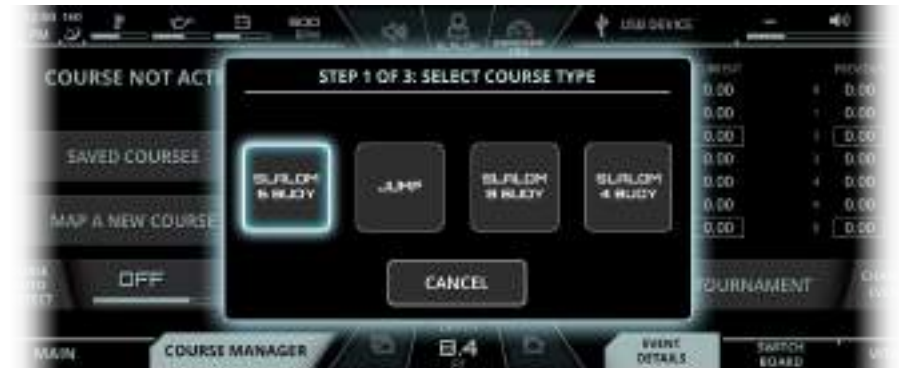 USB DEVICE
COURSE NOT ACT
STEP 1 OF 3: SELECT COURSE TYPE
0.00 0.00
0.00 0.00
0.00 0.00
SAVED COURSES
0.00 0.00
0.00 0.00
MAP A NEW COURSE
0.00 0.00
0.00 0.00
SLALOM
6 BUOY
JUMP
SLALOM
8 BUOY
SLALOM
4 BUOY
CANCEL
OFF
TOURNAMENT
MAIN
COURSE MANAGER
8.4
EVENT
DETAILS
SWITCH
BOARD